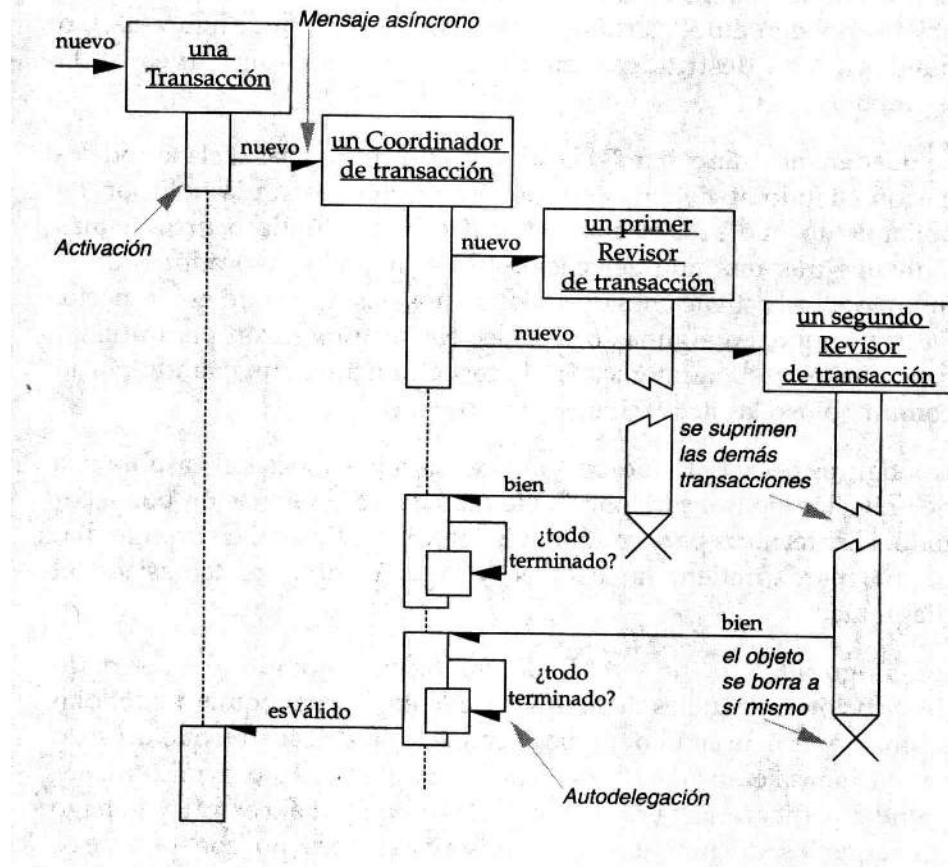 Mensaje asíncrono
nuevo
una
Transacción
nuevo
un Coordinador
de transacción
Activación
nuevo
un primer
Revisor
de transacción
nuevo
un segundo
Revisor
de transacción
se suprimen
las demás
transacciones
bien
¿todo
terminado?
bien
¿todo
terminado?
el objeto
se borra a
sí mismo
esVálido
Autodelegación